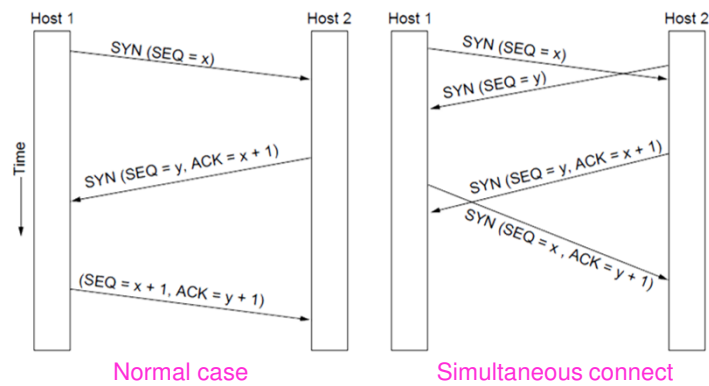 Host 1
Host 2
SYN (SEQ = x)
SYN (SEQ = y, ACK = x + 1)
(SEQ = x + 1, ACK = y + 1)
Time
Normal case
Host 1
Host 2
SYN (SEQ = x)
SYN (SEQ = y)
SYN (SEQ = y, ACK = x + 1)
SYN (SEQ = x , ACK = y + 1)
Simultaneous connect